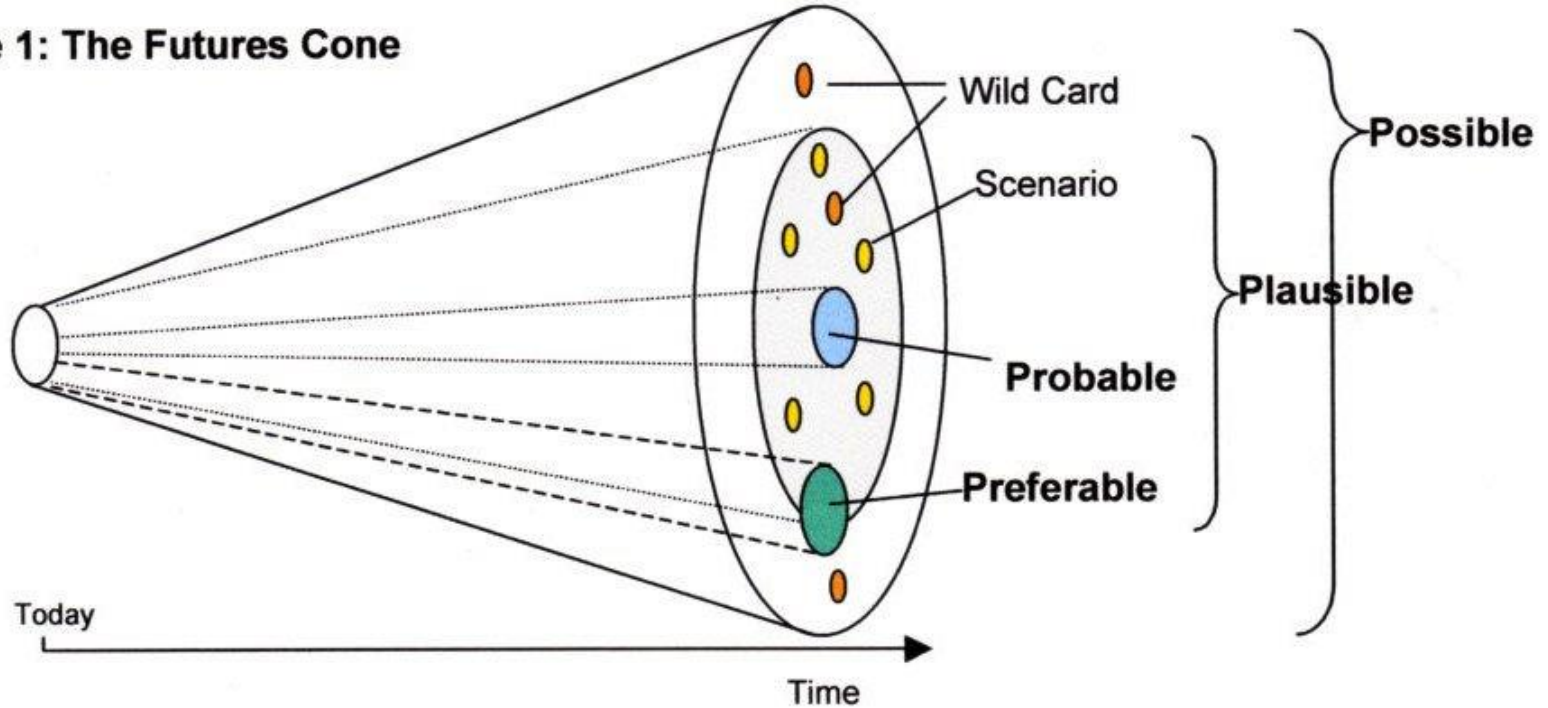 1: The Futures Cone
Wild Card
Possible
Scenario
Plausible
Probable
Preferable
Today
Time